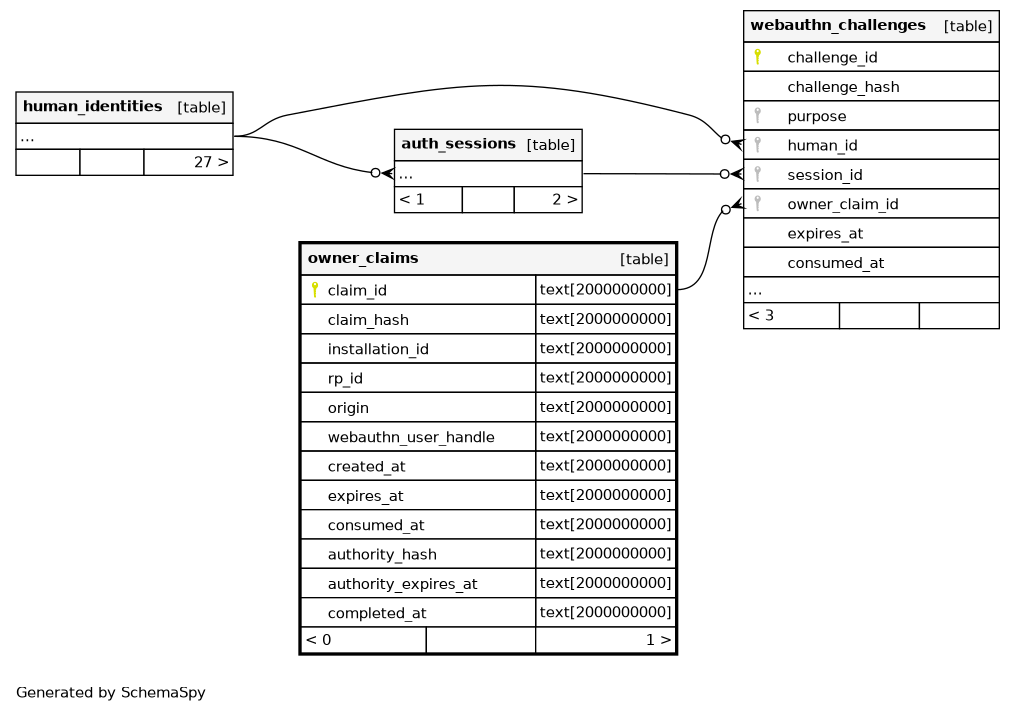 webauthn_challenges [table]
challenge_id
challenge_hash
purpose
human_id
session_id
owner_claim_id
expires_at
consumed_at
...
< 3
human_identities [table]
...
27 >
auth_sessions [table]
...
< 1 2 >
owner_claims [table]
claim_id text[2000000000]
claim_hash text[2000000000]
installation_id text[2000000000]
rp_id text[2000000000]
origin text[2000000000]
webauthn_user_handle text[2000000000]
created_at text[2000000000]
expires_at text[2000000000]
consumed_at text[2000000000]
authority_hash text[2000000000]
authority_expires_at text[2000000000]
completed_at text[2000000000]
< 0 1 >
Generated by SchemaSpy